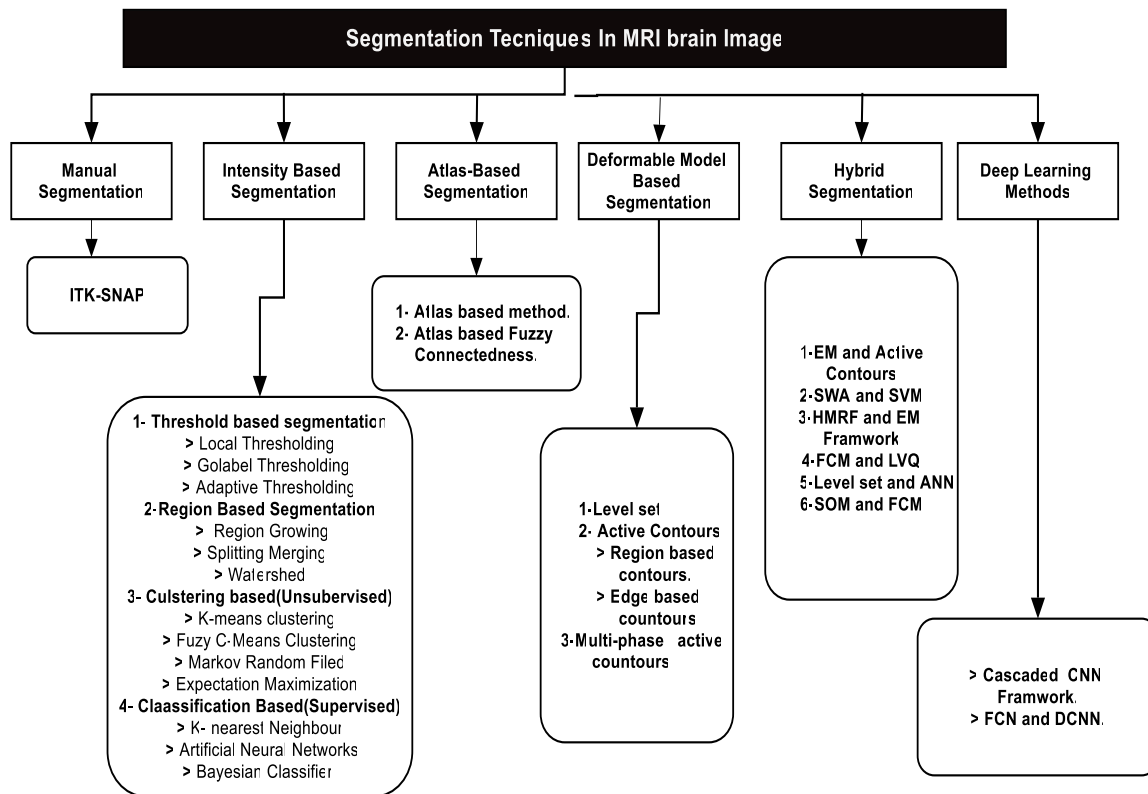 Segmentation Tecniques In MRI brain Image
Manual
Segmentation
Intensity Based
Segmentation
Atlas-Based
Segmentation
Deformable Model
Based
Segmentation
Hybrid
Segmentation
Deep Learning
Methods
ITK-SNAP
1- Threshold based segmentation
> Local Thresholding
> Golabel Thresholding
> Adaptive Thresholding
2-Region Based Segmentation
> Region Growing
> Splitting Merging
> Watershed
3- Culstering based(Unsubervised)
> K-means clustering
> Fuzy C-Means Clustering
> Markov Random Filed
> Expectation Maximization
4- Claassification Based(Supervised)
> K- nearest Neighbour
> Artificial Neural Networks
> Bayesian Classifier
1- Atlas based method.
2- Atlas based Fuzzy
Connectedness.
1-Level set
2- Active Contours
> Region based
contours.
> Edge based
countours
3-Multi-phase active
countours
1-EM and Active
Contours
2-SWA and SVM
3-HMRF and EM
Framwork
4-FCM and LVQ
5-Level set and ANN
6-SOM and FCM
> Cascaded CNN
Framwork.
> FCN and DCNN.